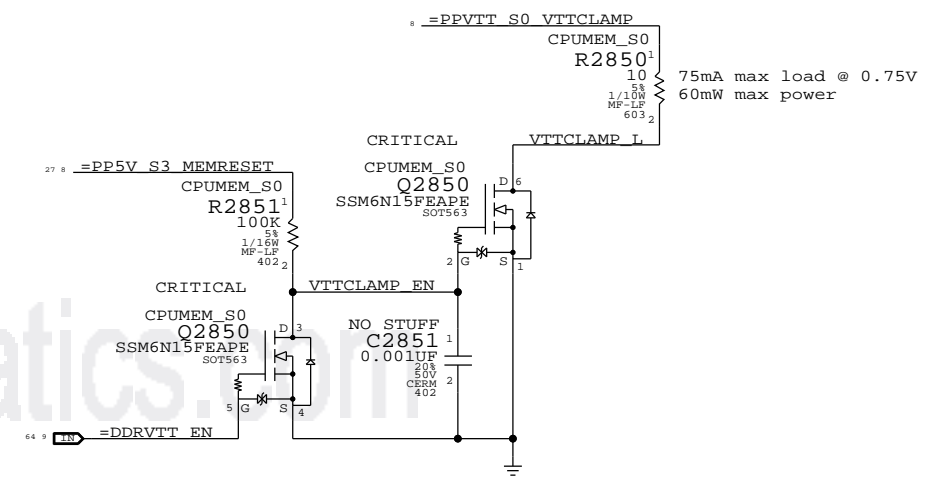 8 =PPVTT_S0_VTTCLAMP
CPUMEM_S0
R2850 1
10
5%
1/10W
MF-LF
603 2
75mA max load @ 0.75V
60mW max power
VTTCLAMP_L
CRITICAL
CPUMEM_S0
Q2850
SSM6N15FEAPE
SOT563
D 6
2 G S 1
27 8 =PP5V_S3_MEMRESET
CPUMEM_S0
R2851 1
100K
5%
1/16W
MF-LF
402 2
VTTCLAMP_EN
CRITICAL
CPUMEM_S0
Q2850
SSM6N15FEAPE
SOT563
D 3
5 G S 4
NO STUFF
C2851 1
0.001UF
20%
50V
CERM
402
2
64 9 IN =DDRVTT_EN
atics.com